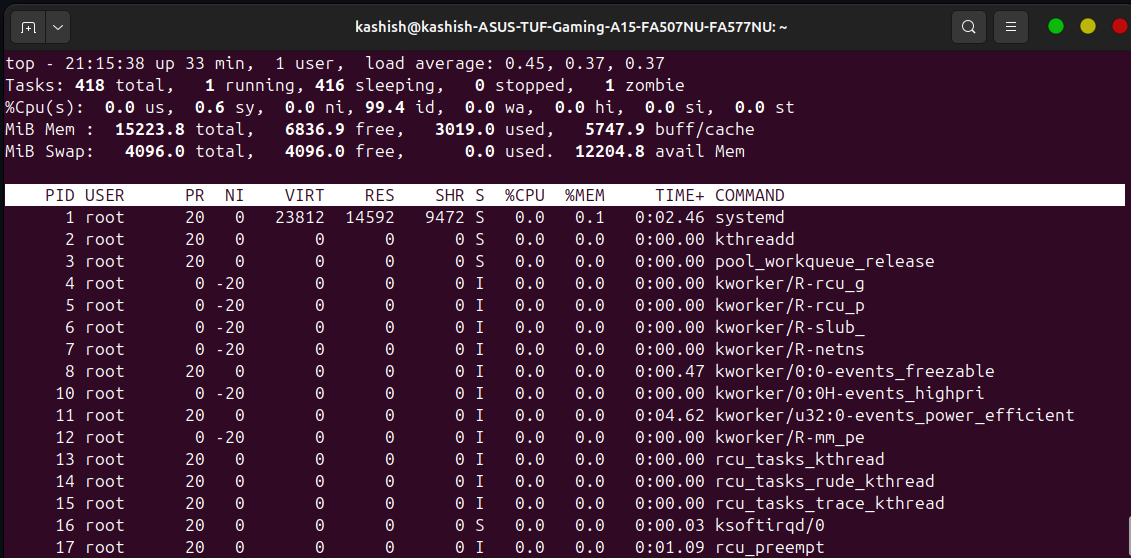 kashish@kashish-ASUS-TUF-Gaming-A15-FA507NU-FA577NU: ~
top - 21:15:38 up 33 min,  1 user,  load average: 0.45, 0.37, 0.37
Tasks: 418 total,   1 running, 416 sleeping,   0 stopped,   1 zombie
%Cpu(s):  0.0 us,  0.6 sy,  0.0 ni, 99.4 id,  0.0 wa,  0.0 hi,  0.0 si,  0.0 st
MiB Mem :  15223.8 total,   6836.9 free,   3019.0 used,   5747.9 buff/cache
MiB Swap:   4096.0 total,   4096.0 free,      0.0 used.  12204.8 avail Mem
PID USER      PR  NI    VIRT    RES    SHR S  %CPU  %MEM     TIME+ COMMAND
1 root      20   0   23812  14592   9472 S   0.0   0.1   0:02.46 systemd
2 root      20   0       0      0      0 S   0.0   0.0   0:00.00 kthreadd
3 root      20   0       0      0      0 S   0.0   0.0   0:00.00 pool_workqueue_release
4 root       0 -20       0      0      0 I   0.0   0.0   0:00.00 kworker/R-rcu_g
5 root       0 -20       0      0      0 I   0.0   0.0   0:00.00 kworker/R-rcu_p
6 root       0 -20       0      0      0 I   0.0   0.0   0:00.00 kworker/R-slub_
7 root       0 -20       0      0      0 I   0.0   0.0   0:00.00 kworker/R-netns
8 root      20   0       0      0      0 I   0.0   0.0   0:00.47 kworker/0:0-events_freezable
10 root       0 -20       0      0      0 I   0.0   0.0   0:00.00 kworker/0:0H-events_highpri
11 root      20   0       0      0      0 I   0.0   0.0   0:04.62 kworker/u32:0-events_power_efficient
12 root       0 -20       0      0      0 I   0.0   0.0   0:00.00 kworker/R-mm_pe
13 root      20   0       0      0      0 I   0.0   0.0   0:00.00 rcu_tasks_kthread
14 root      20   0       0      0      0 I   0.0   0.0   0:00.00 rcu_tasks_rude_kthread
15 root      20   0       0      0      0 I   0.0   0.0   0:00.00 rcu_tasks_trace_kthread
16 root      20   0       0      0      0 S   0.0   0.0   0:00.03 ksoftirqd/0
17 root      20   0       0      0      0 I   0.0   0.0   0:01.09 rcu_preempt